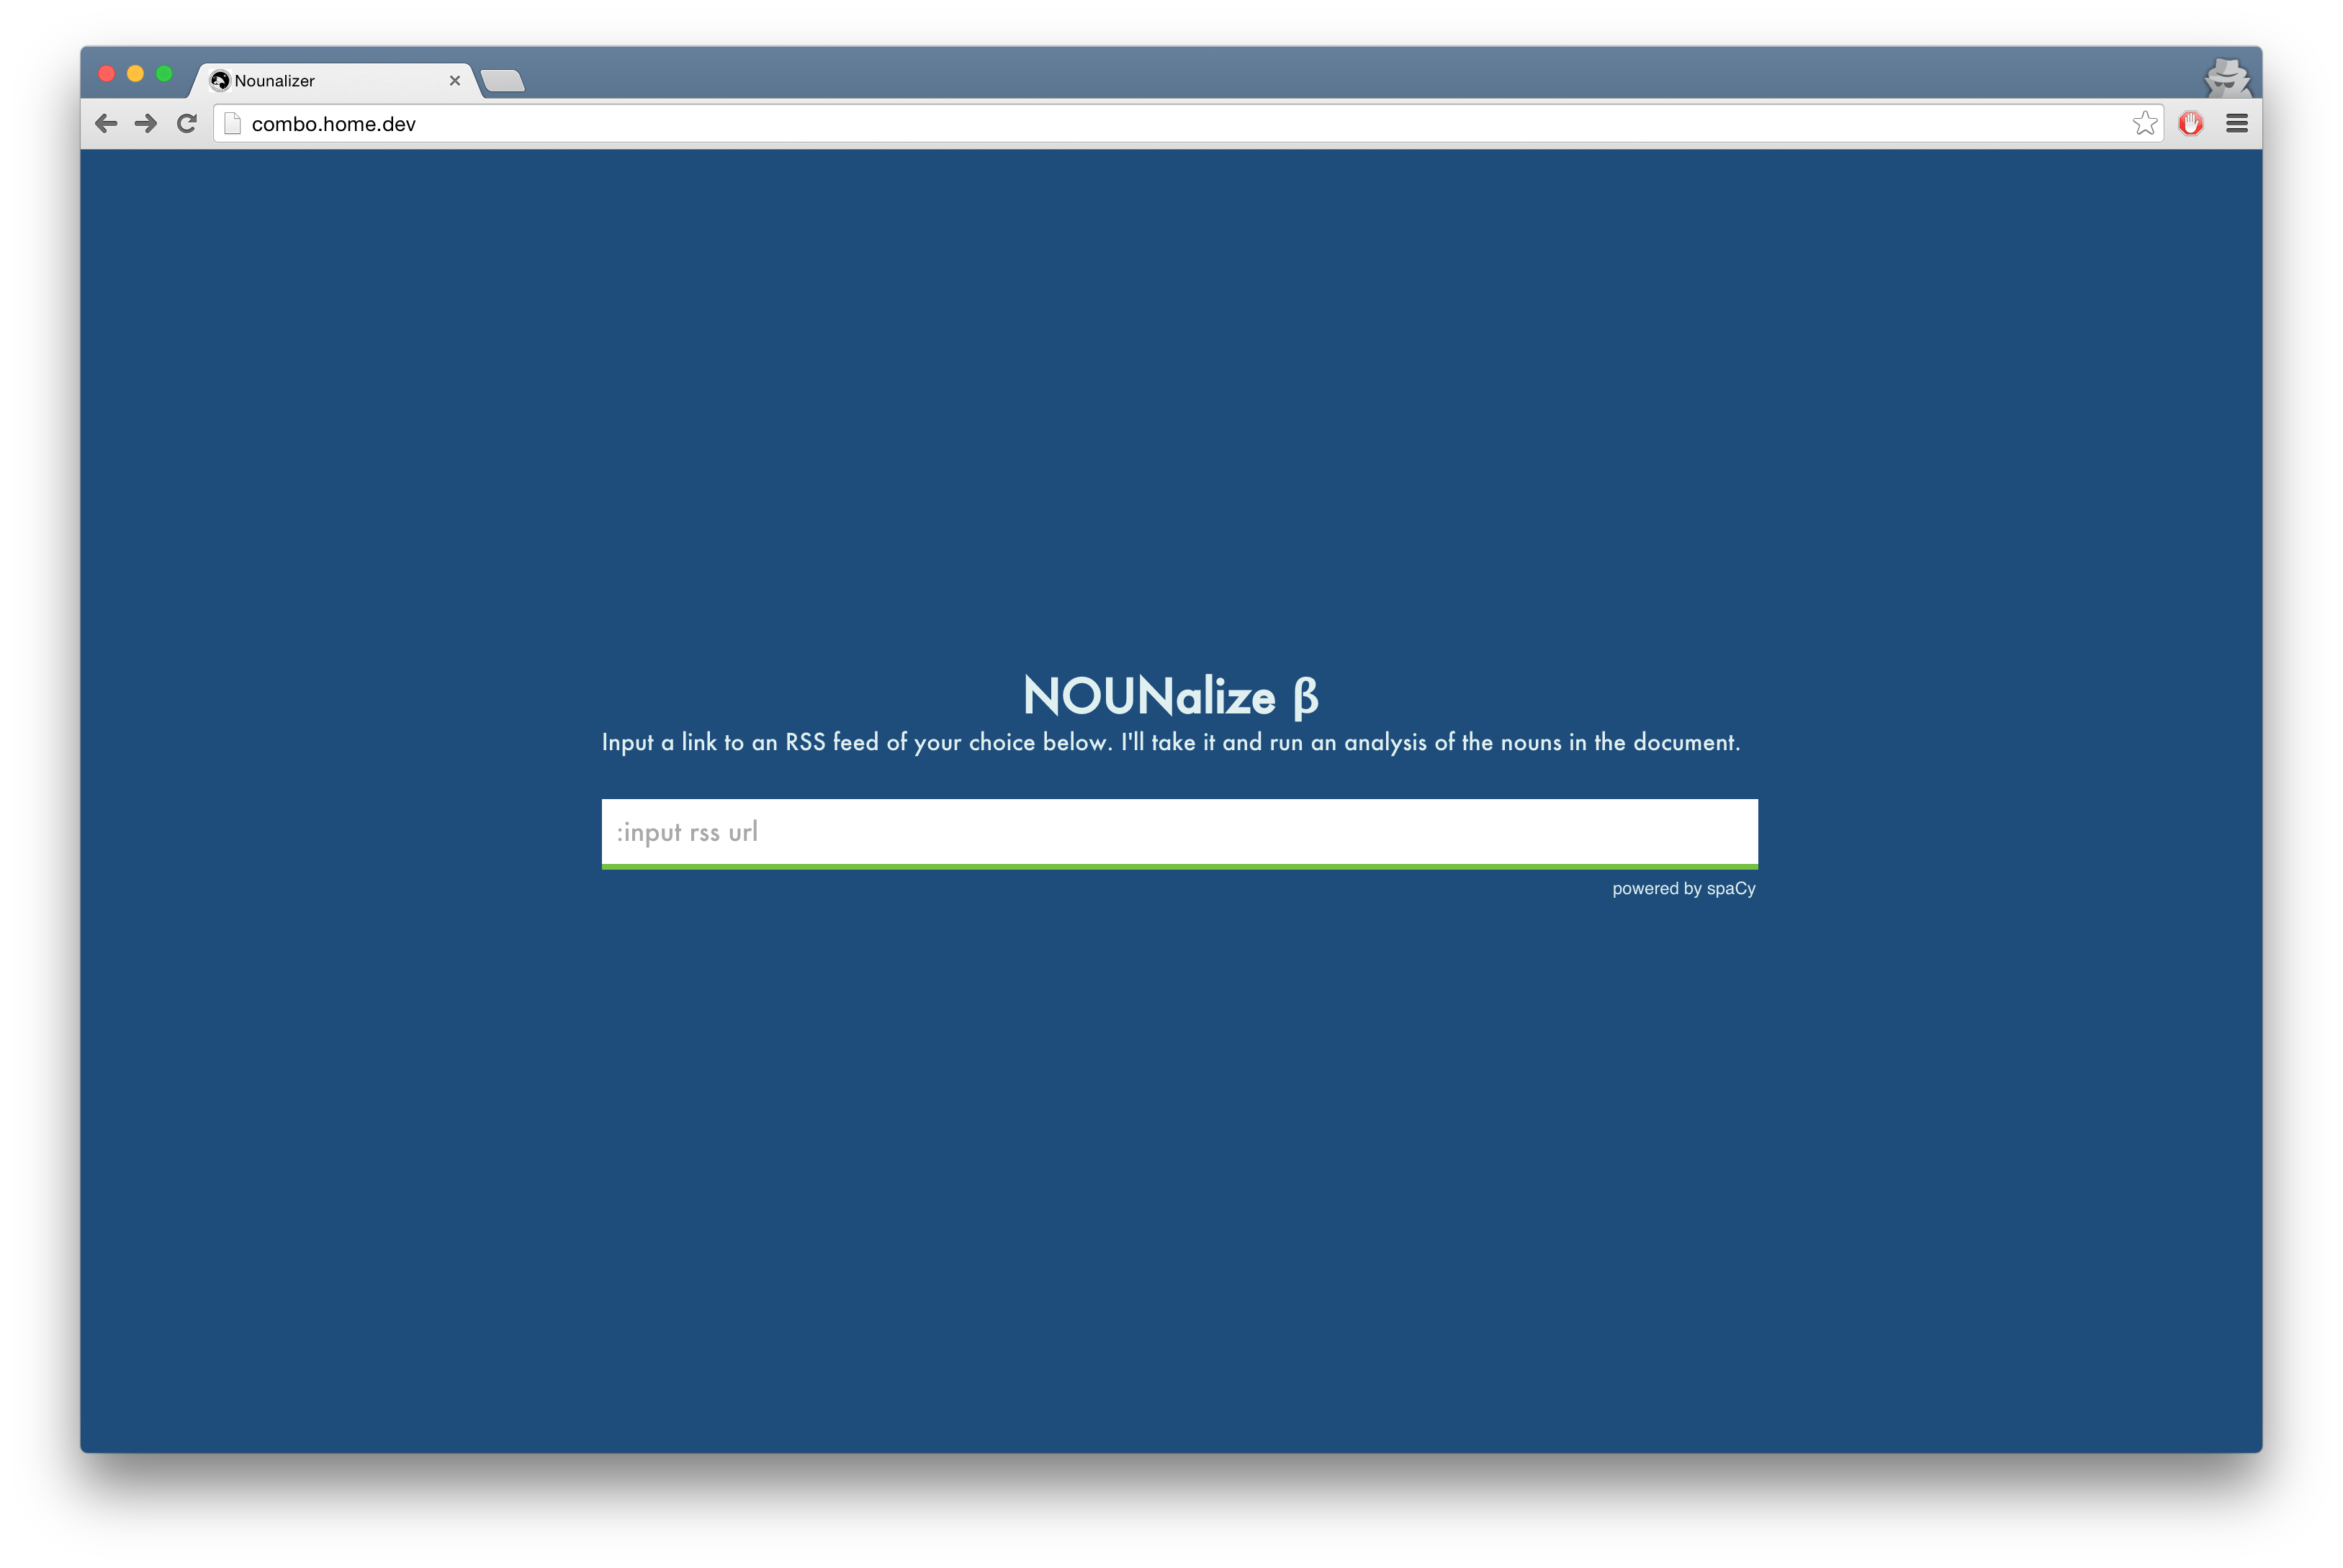 Nounalizer
combo.home.dev
NOUNalize β
Input a link to an RSS feed of your choice below. I'll take it and run an analysis of the nouns in the document.
:input rss url
powered by spaCy